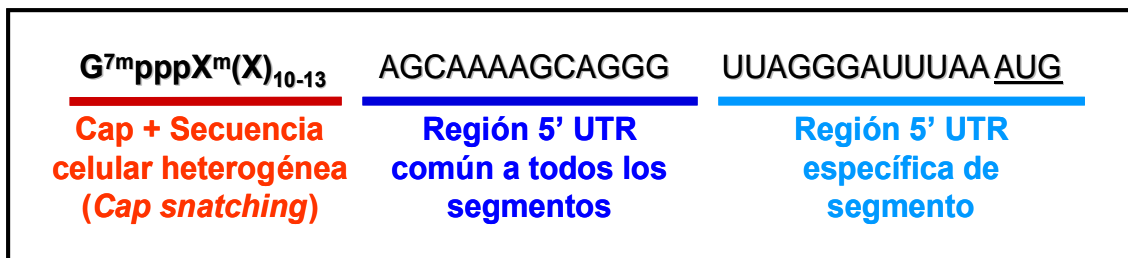 G⁷ᵐpppXᵐ(X)₁₀₋₁₃ AGCAAAAGCAGGG UUAGGGAUUUAA AUG
Cap + Secuencia
celular heterogénea
(Cap snatching)
Región 5’ UTR
común a todos los
segmentos
Región 5’ UTR
específica de
segmento